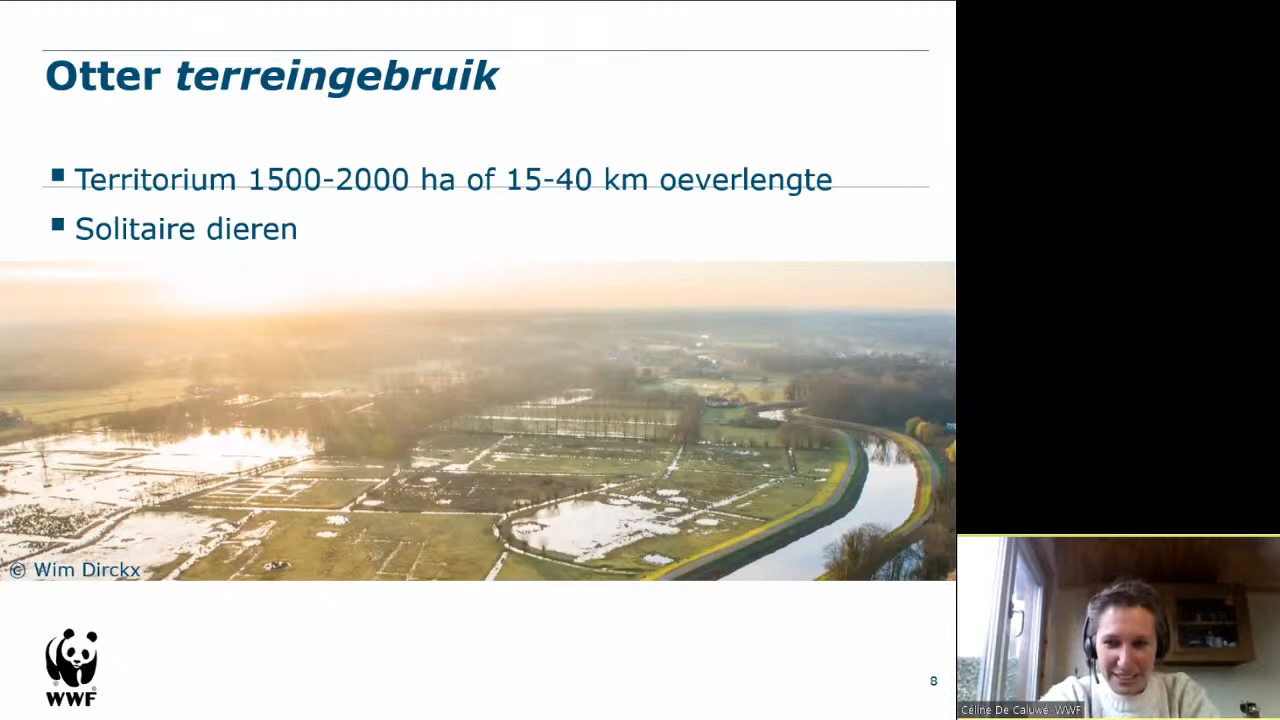 Otter terreingebruik
Territorium 1500-2000 ha of 15-40 km oeverlengte
Solitaire dieren
© Wim Dirckx
WWF
8
Céline De Caluwé, WWF